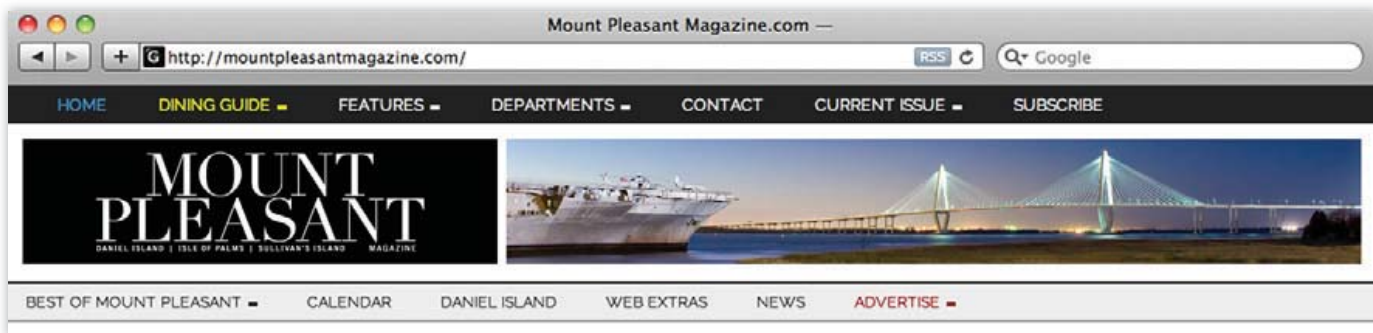 Mount Pleasant Magazine.com —
+ G http://mountpleasantmagazine.com/ RSS Google
HOME DINING GUIDE FEATURES DEPARTMENTS CONTACT CURRENT ISSUE SUBSCRIBE
MOUNT
PLEASANT
DANIEL ISLAND | ISLE OF PALMS | SULLIVAN'S ISLAND MAGAZINE
BEST OF MOUNT PLEASANT CALENDAR DANIEL ISLAND WEB EXTRAS NEWS ADVERTISE